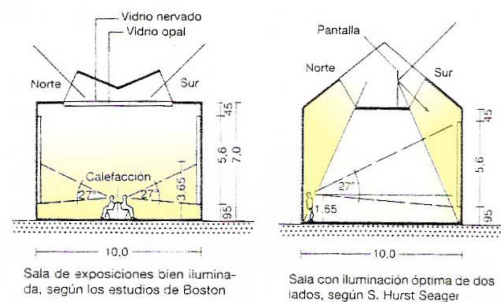 Vidrio nervado
Vidrio opal
Norte
Sur
Calefacción
27°
27°
3.65
45
5,6
7,0
95
10,0
Sala de exposiciones bien ilumina-
da, según los estudios de Boston
Pantalla
Norte
Sur
27°
1.65
45
5,6
95
10,0
Sala con iluminación óptima de dos
lados, según S. Hurst Seager